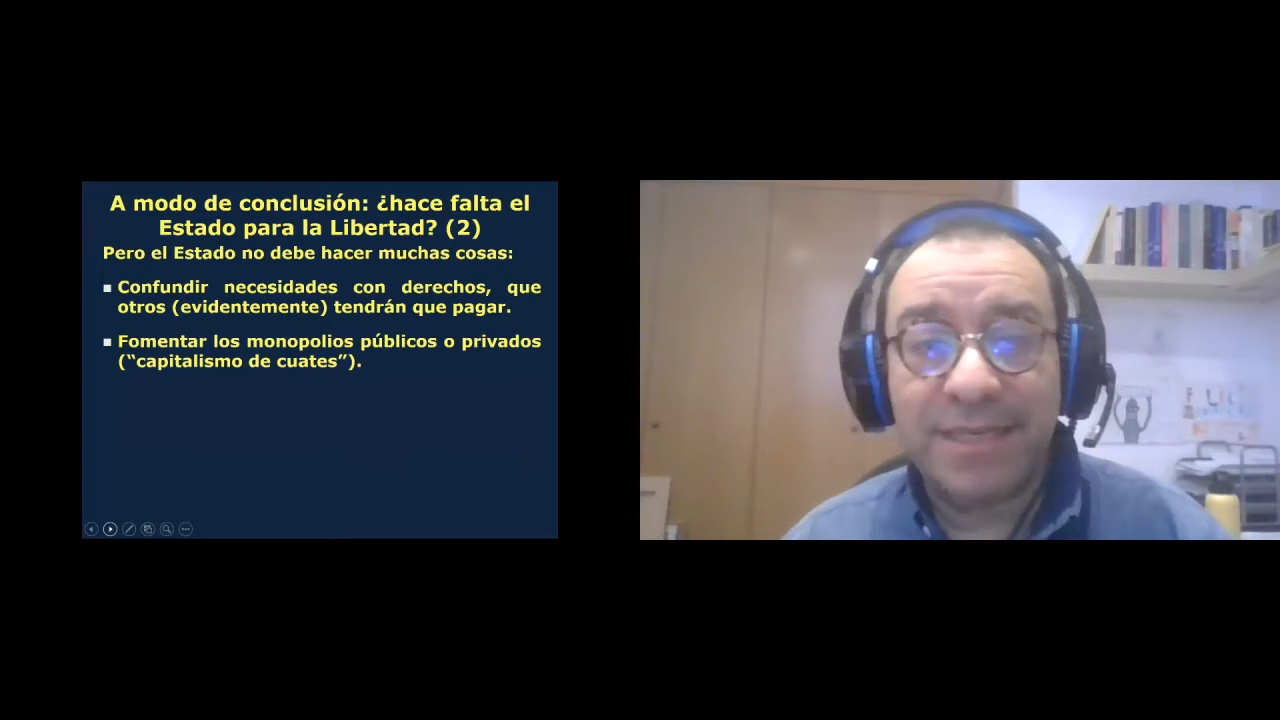 A modo de conclusión: ¿hace falta el
Estado para la Libertad? (2)
Pero el Estado no debe hacer muchas cosas:
Confundir necesidades con derechos, que
otros (evidentemente) tendrán que pagar.
Fomentar los monopolios públicos o privados
(“capitalismo de cuates”).